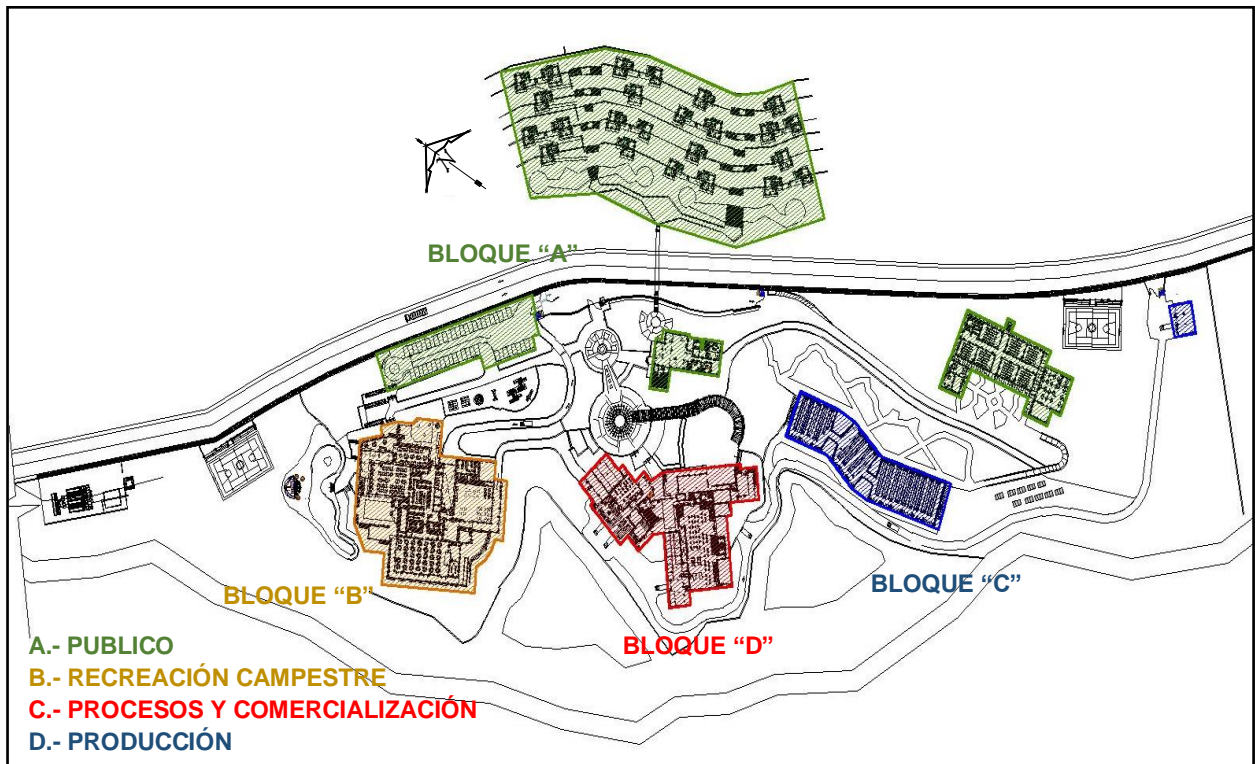 BLOQUE “A”
BLOQUE “B”
BLOQUE “C”
BLOQUE “D”
A.- PUBLICO
B.- RECREACIÓN CAMPESTRE
C.- PROCESOS Y COMERCIALIZACIÓN
D.- PRODUCCIÓN